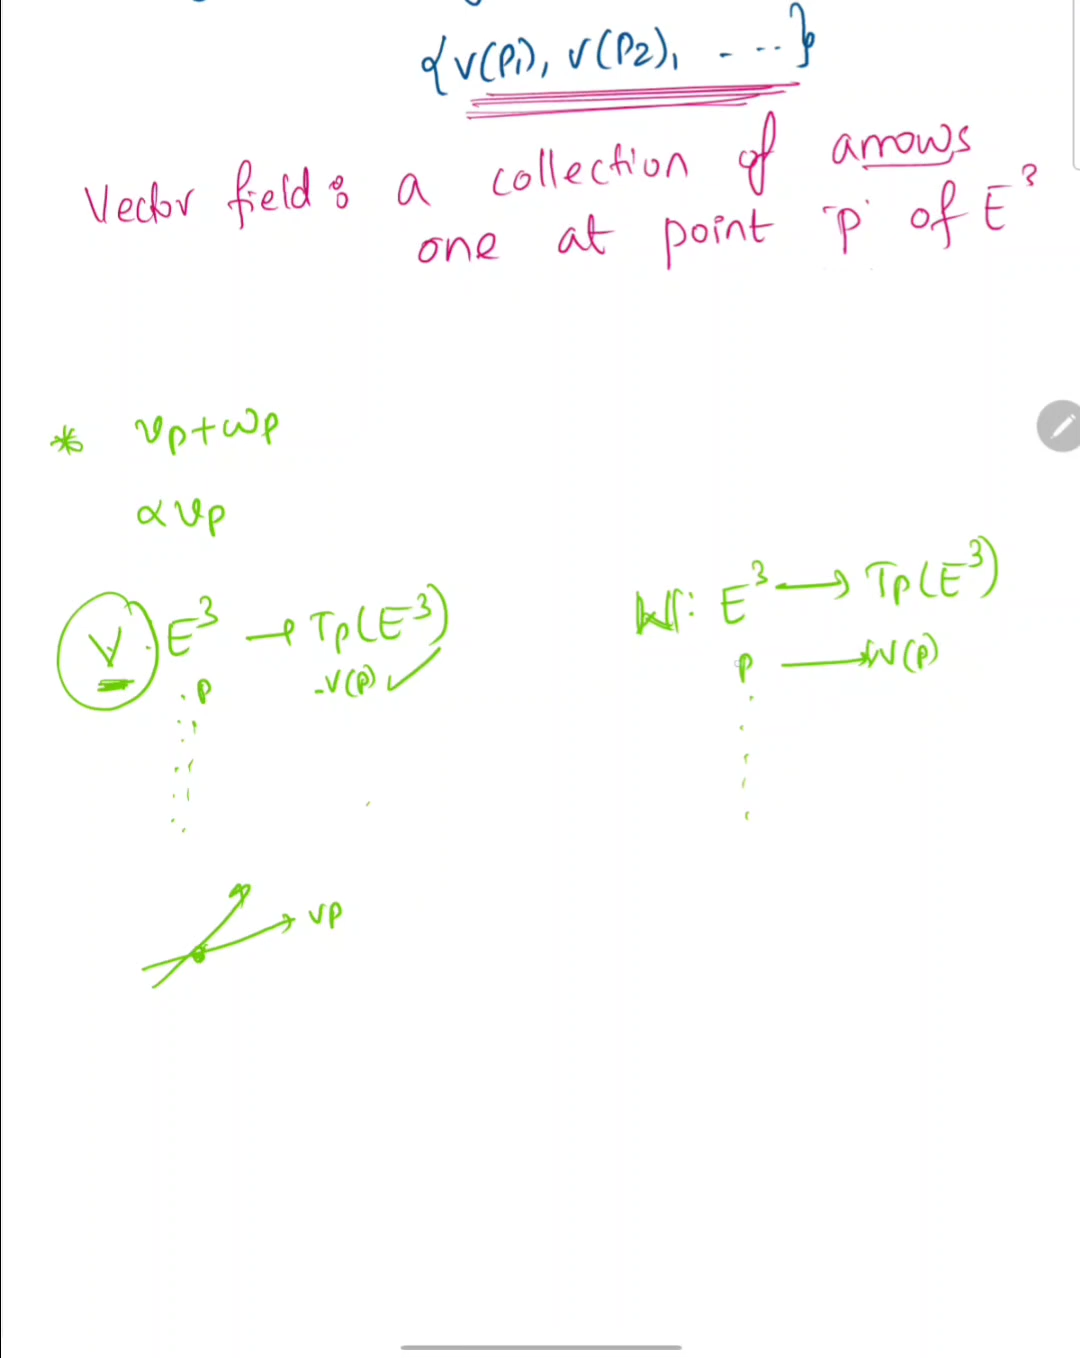 {v(P1), v(P2), - - - -}
Vector field : a collection of arrows
one at point "p" of E³
* vp+wp
αvp
V: E³ → Tp(E³)
W: E³ → Tp(E³)
p -V(p) ✓
p → W(p)
vp